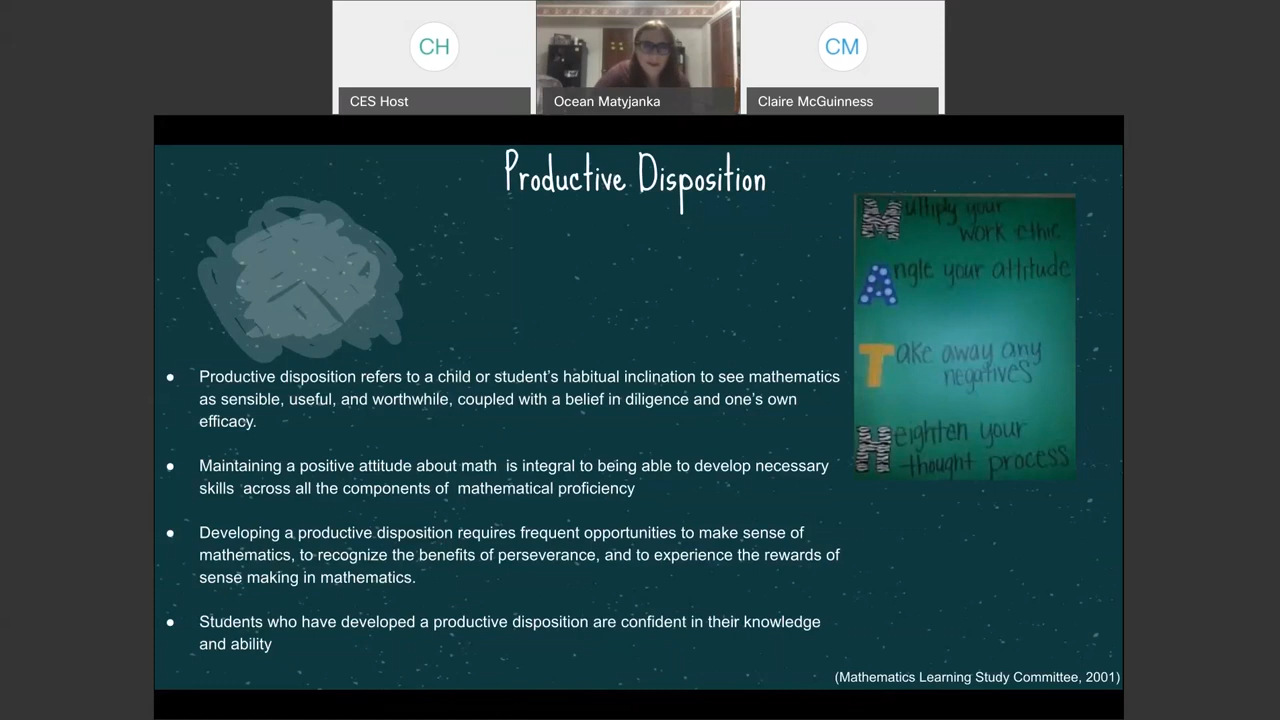 CH
CM
CES Host
Ocean Matyjanka
Claire McGuinness
Productive Disposition
Multiply your
work ethic
Angle your attitude
Take away any
negatives
Heighten your
thought process
● Productive disposition refers to a child or student’s habitual inclination to see mathematics
as sensible, useful, and worthwhile, coupled with a belief in diligence and one’s own
efficacy.
● Maintaining a positive attitude about math  is integral to being able to develop necessary
skills  across all the components of  mathematical proficiency
● Developing a productive disposition requires frequent opportunities to make sense of
mathematics, to recognize the benefits of perseverance, and to experience the rewards of
sense making in mathematics.
● Students who have developed a productive disposition are confident in their knowledge
and ability
(Mathematics Learning Study Committee, 2001)